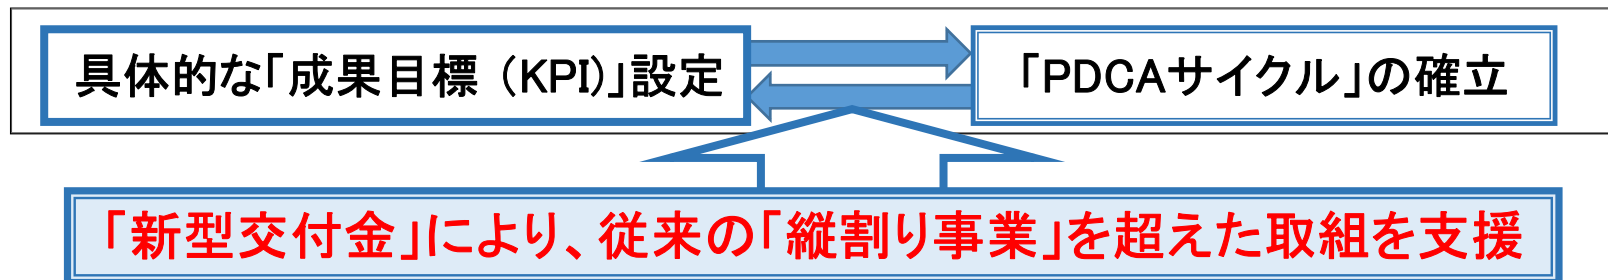 具体的な「成果目標（KPI）」設定
「PDCAサイクル」の確立
「新型交付金」により、従来の「縦割り事業」を超えた取組を支援